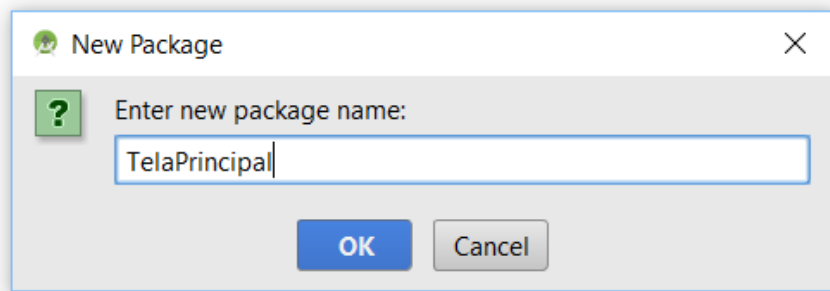 New Package
Enter new package name:
TelaPrincipal
OK
Cancel